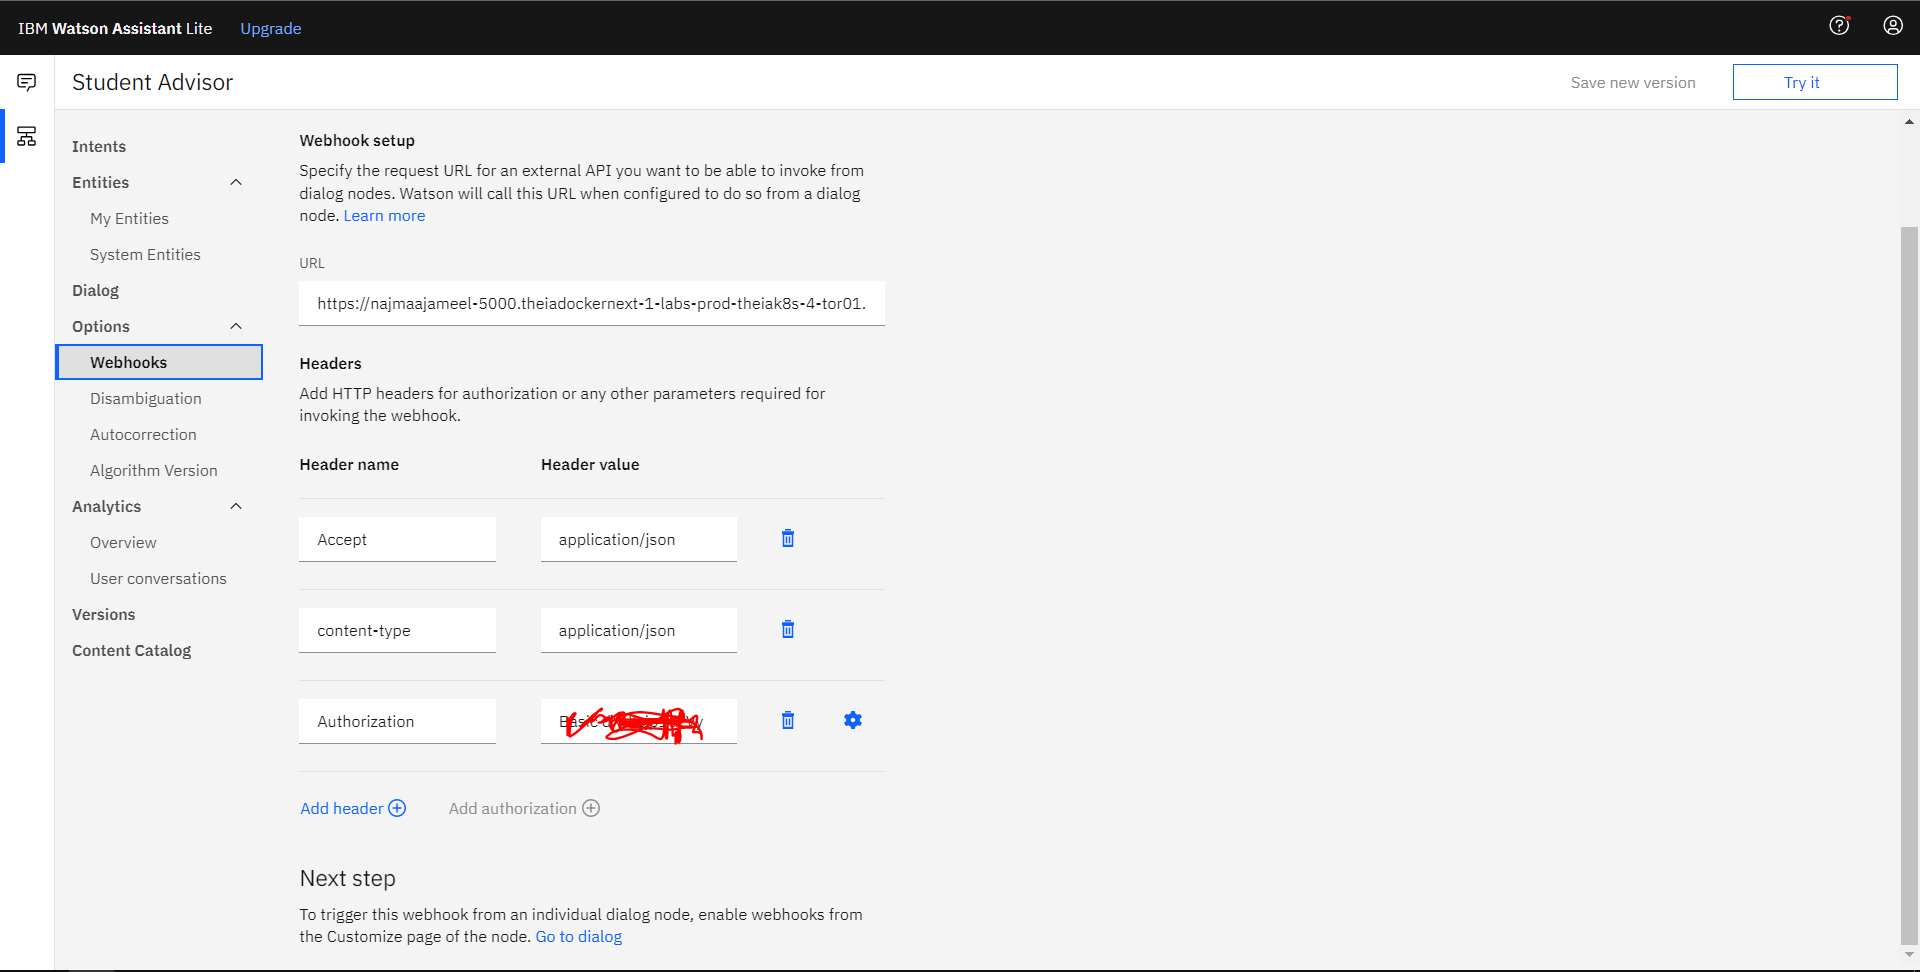 IBM Watson Assistant Lite Upgrade
Student Advisor
Save new version
Try it
Intents
Entities
My Entities
System Entities
Dialog
Options
Webhooks
Disambiguation
Autocorrection
Algorithm Version
Analytics
Overview
User conversations
Versions
Content Catalog
Webhook setup
Specify the request URL for an external API you want to be able to invoke from
dialog nodes. Watson will call this URL when configured to do so from a dialog
node. Learn more
URL
https://najmaajameel-5000.theiadockernext-1-labs-prod-theiak8s-4-tor01.
Headers
Add HTTP headers for authorization or any other parameters required for
invoking the webhook.
Header name Header value
Accept application/json
content-type application/json
Authorization Basic
Add header Add authorization
Next step
To trigger this webhook from an individual dialog node, enable webhooks from
the Customize page of the node. Go to dialog